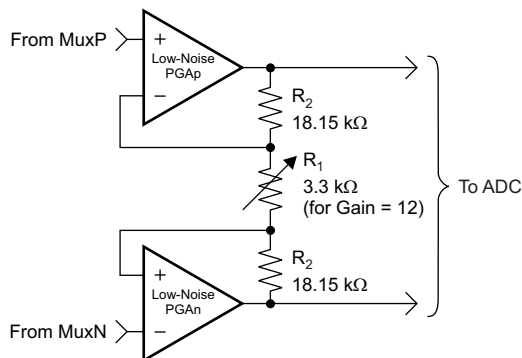 From MuxP
+
Low-Noise
PGAp
−
R2
18.15 kΩ
R1
3.3 kΩ
(for Gain = 12)
To ADC
R2
18.15 kΩ
+
Low-Noise
PGAn
−
From MuxN